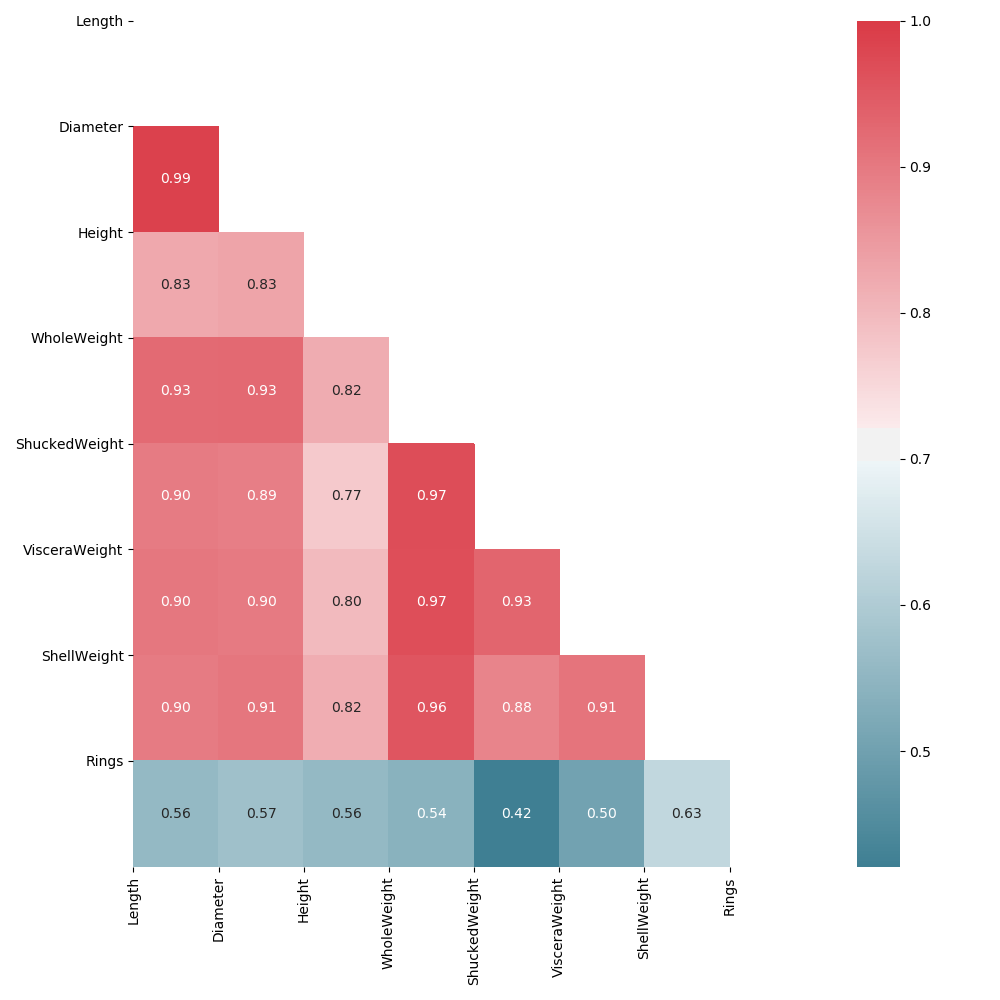 Length
1.0
Diameter
0.99
0.9
Height
0.83 0.83
0.8
WholeWeight
0.93 0.93 0.82
ShuckedWeight
0.7
0.90 0.89 0.77 0.97
VisceraWeight
0.90 0.90 0.80 0.97 0.93
0.6
ShellWeight
0.90 0.91 0.82 0.96 0.88 0.91
0.5
Rings
0.56 0.57 0.56 0.54 0.42 0.50 0.63
Length Diameter Height WholeWeight ShuckedWeight VisceraWeight ShellWeight Rings